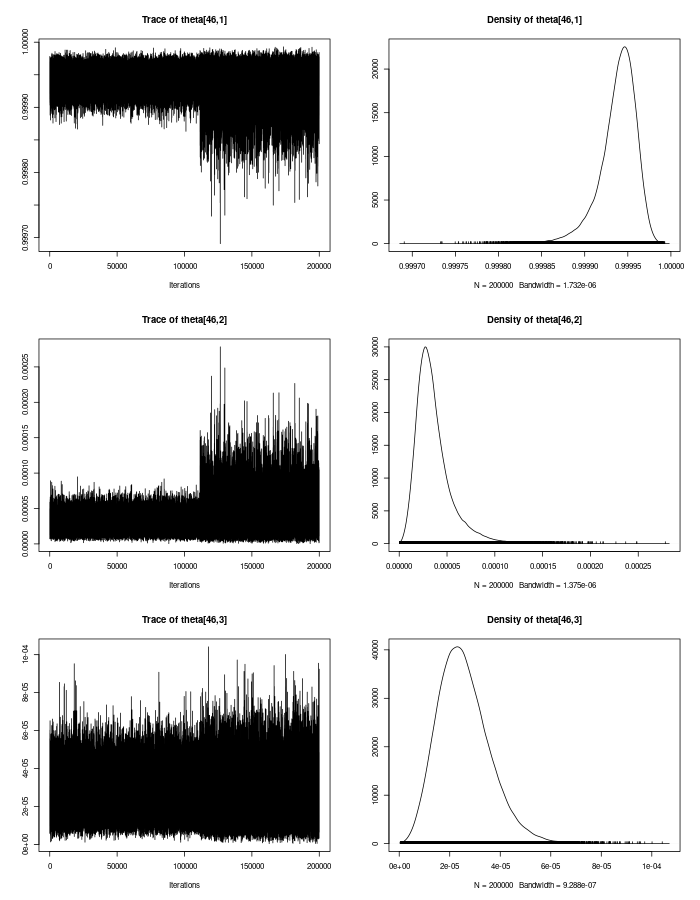 Trace of theta[46,1]
0.99970 0.99980 0.99990 1.00000
0 50000 100000 150000 200000
Iterations
Density of theta[46,1]
0 5000 10000 15000 20000
0.99970 0.99975 0.99980 0.99985 0.99990 0.99995 1.00000
N = 200000 Bandwidth = 1.732e-06
Trace of theta[46,2]
0.00000 0.00005 0.00010 0.00015 0.00020 0.00025
0 50000 100000 150000 200000
Iterations
Density of theta[46,2]
0 5000 10000 15000 20000 25000 30000
0.00000 0.00005 0.00010 0.00015 0.00020 0.00025
N = 200000 Bandwidth = 1.375e-06
Trace of theta[46,3]
0e+00 2e-05 4e-05 6e-05 8e-05 1e-04
0 50000 100000 150000 200000
Iterations
Density of theta[46,3]
0 10000 20000 30000 40000
0e+00 2e-05 4e-05 6e-05 8e-05 1e-04
N = 200000 Bandwidth = 9.288e-07